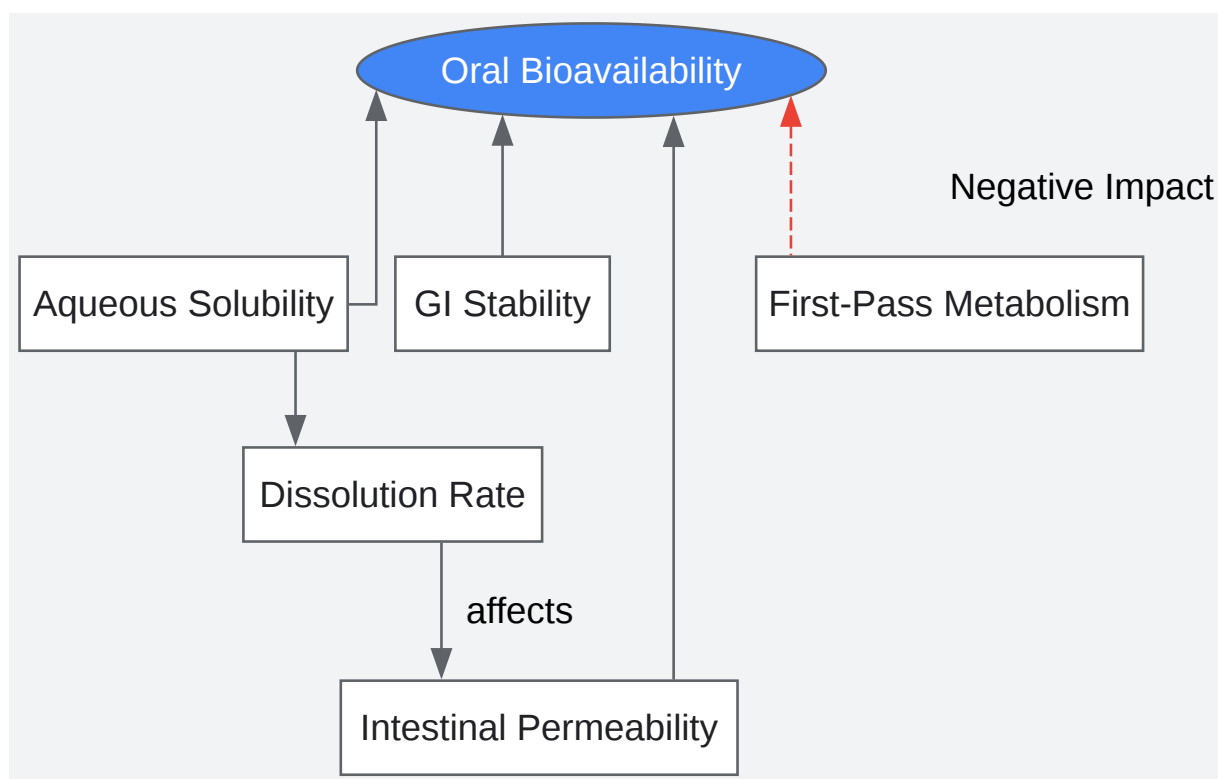 Oral Bioavailability
Negative Impact
Aqueous Solubility
GI Stability
First-Pass Metabolism
Dissolution Rate
affects
Intestinal Permeability